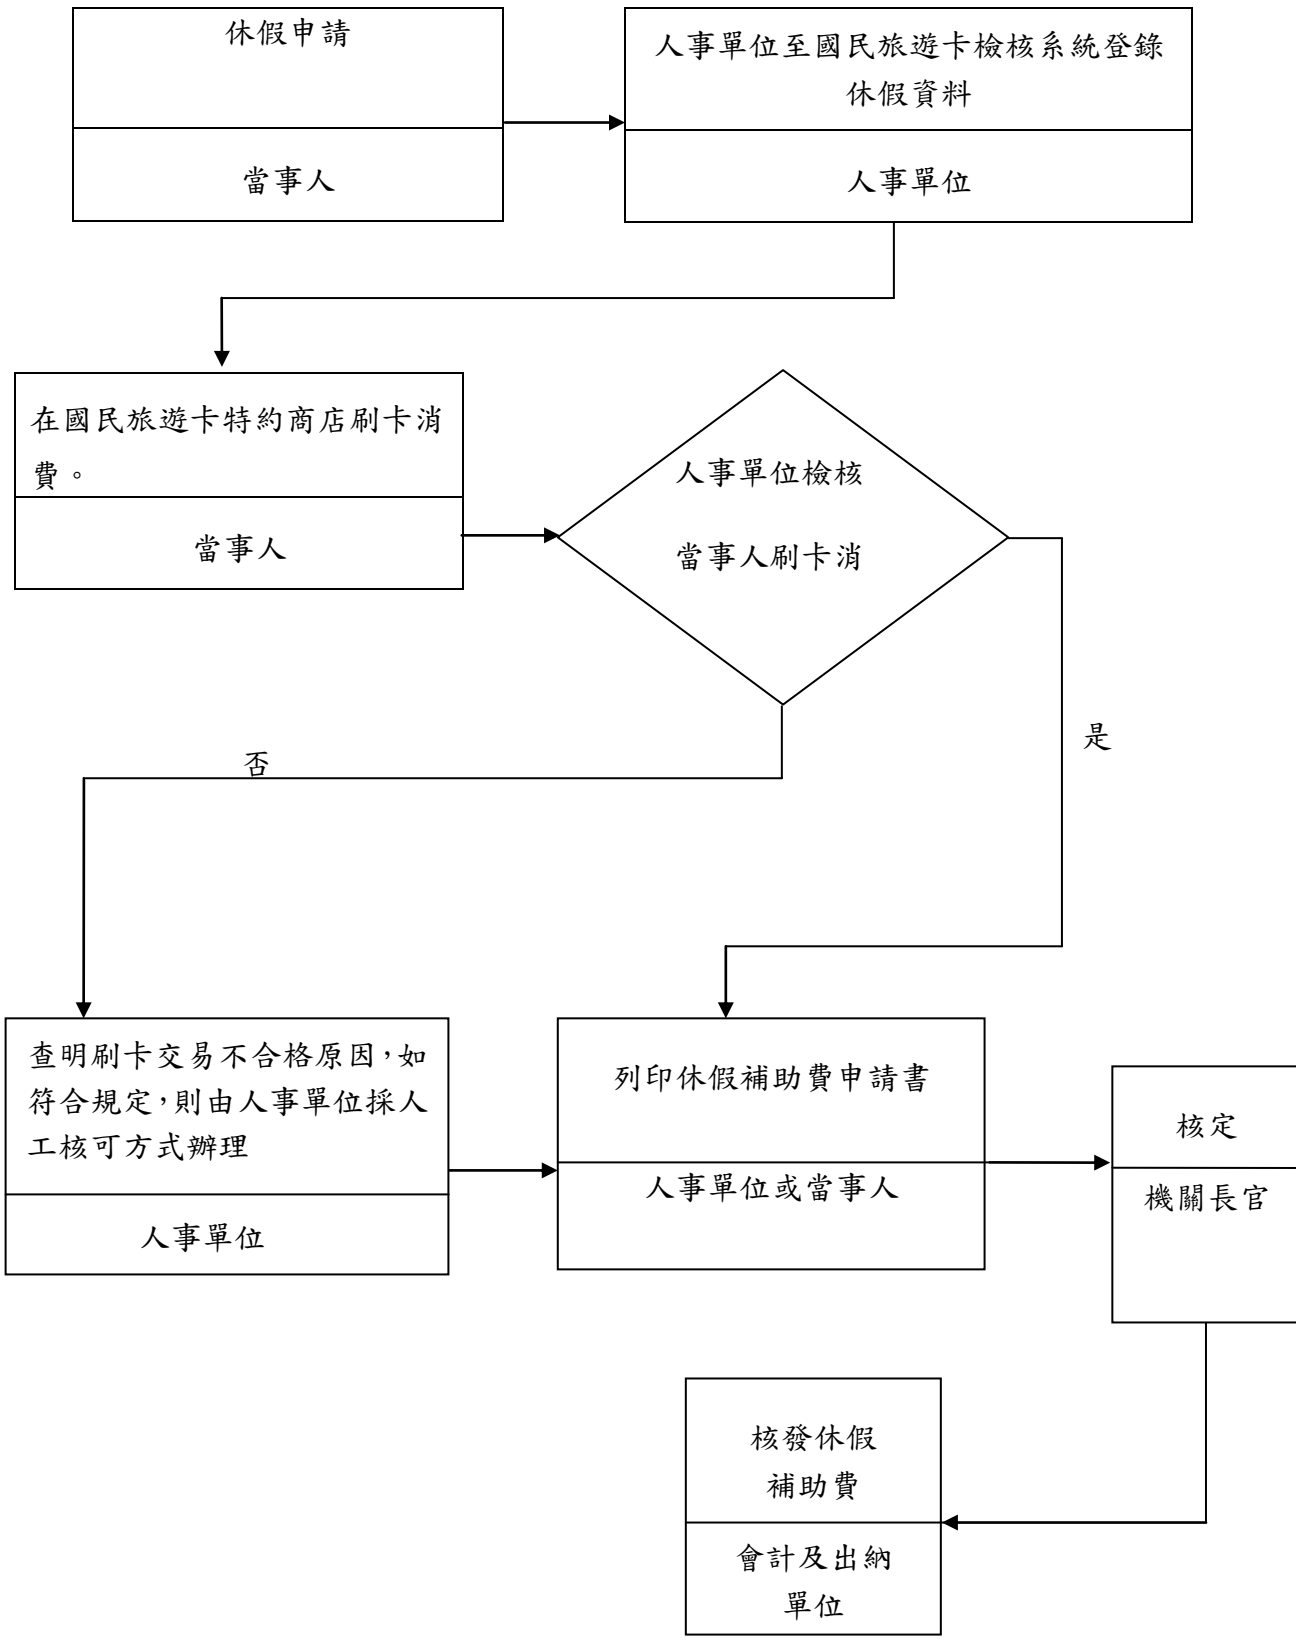 休假申請
當事人
人事單位至國民旅遊卡檢核系統登錄
休假資料
人事單位
在國民旅遊卡特約商店刷卡消
費。
當事人
人事單位檢核
當事人刷卡消
是
否
查明刷卡交易不合格原因，如
符合規定，則由人事單位採人
工核可方式辦理
人事單位
列印休假補助費申請書
人事單位或當事人
核定
機關長官
核發休假
補助費
會計及出納
單位